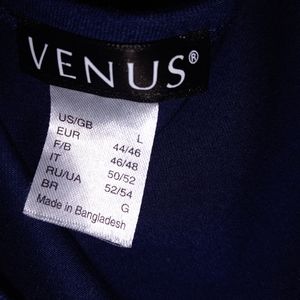 VENUS®
US/GB L
EUR 44/46
F/B 46/48
IT 50/52
RU/UA 52/54
BR G
Made in Bangladesh